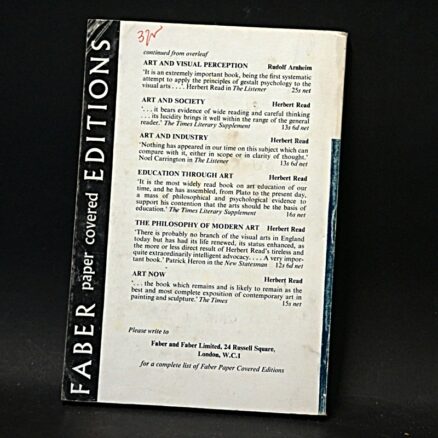 FABER paper covered EDITIONS
continued from overleaf
ART AND VISUAL PERCEPTION Rudolf Arnheim
'It is an extremely important book, being the first systematic
attempt to apply the principles of gestalt psychology to the
visual arts . . .'. Herbert Read in The Listener 25s net
ART AND SOCIETY Herbert Read
'. . . it bears evidence of wide reading and careful thinking
. . . its lucidity brings it well within the range of the general
reader.' The Times Literary Supplement 13s 6d net
ART AND INDUSTRY Herbert Read
'Nothing has appeared in our time on this subject which can
compare with it, either in scope or in clarity of thought.'
Noel Carrington in The Listener 13s 6d net
EDUCATION THROUGH ART Herbert Read
'It is the most widely read book on art education of our
time, and he has assembled, from Plato to the present day,
a mass of philosophical and psychological evidence to
support his contention that the arts should be the basis of
education.' The Times Literary Supplement 16s net
THE PHILOSOPHY OF MODERN ART Herbert Read
'There is probably no branch of the visual arts in England
today but has had its life renewed, its status enhanced, as
the more or less direct result of Herbert Read's tireless and
quite extraordinarily intelligent advocacy. . . . A very impor-
tant book.' Patrick Heron in the New Statesman 12s 6d net
ART NOW Herbert Read
'. . . the book which remains and is likely to remain as the
best and most complete exposition of contemporary art in
painting and sculpture.' The Times 15s net
Please write to
Faber and Faber Limited, 24 Russell Square,
London, W.C.1
for a complete list of Faber Paper Covered Editions